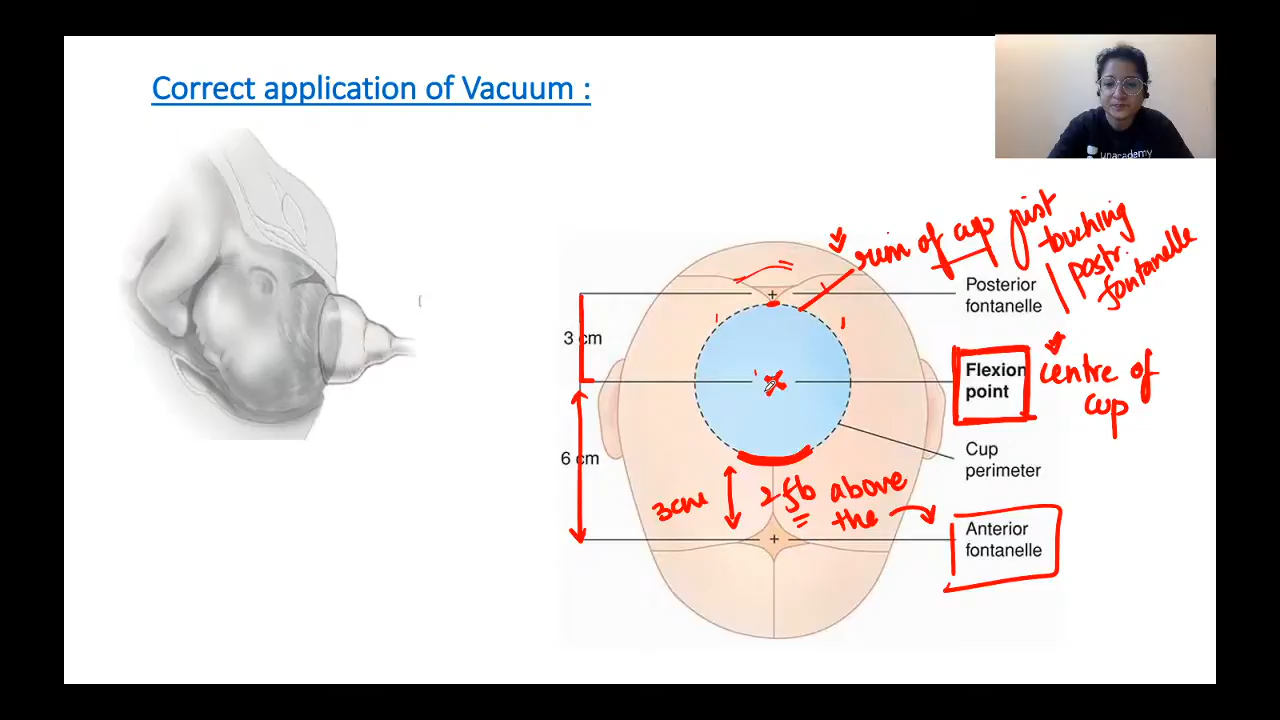 Correct application of Vacuum :
unacademy
rim of cup just
touching
postr.
fontanelle
Posterior
fontanelle
3 cm
Flexion
point
centre of
cup
6 cm
Cup
perimeter
3cm
2fb above
the
Anterior
fontanelle